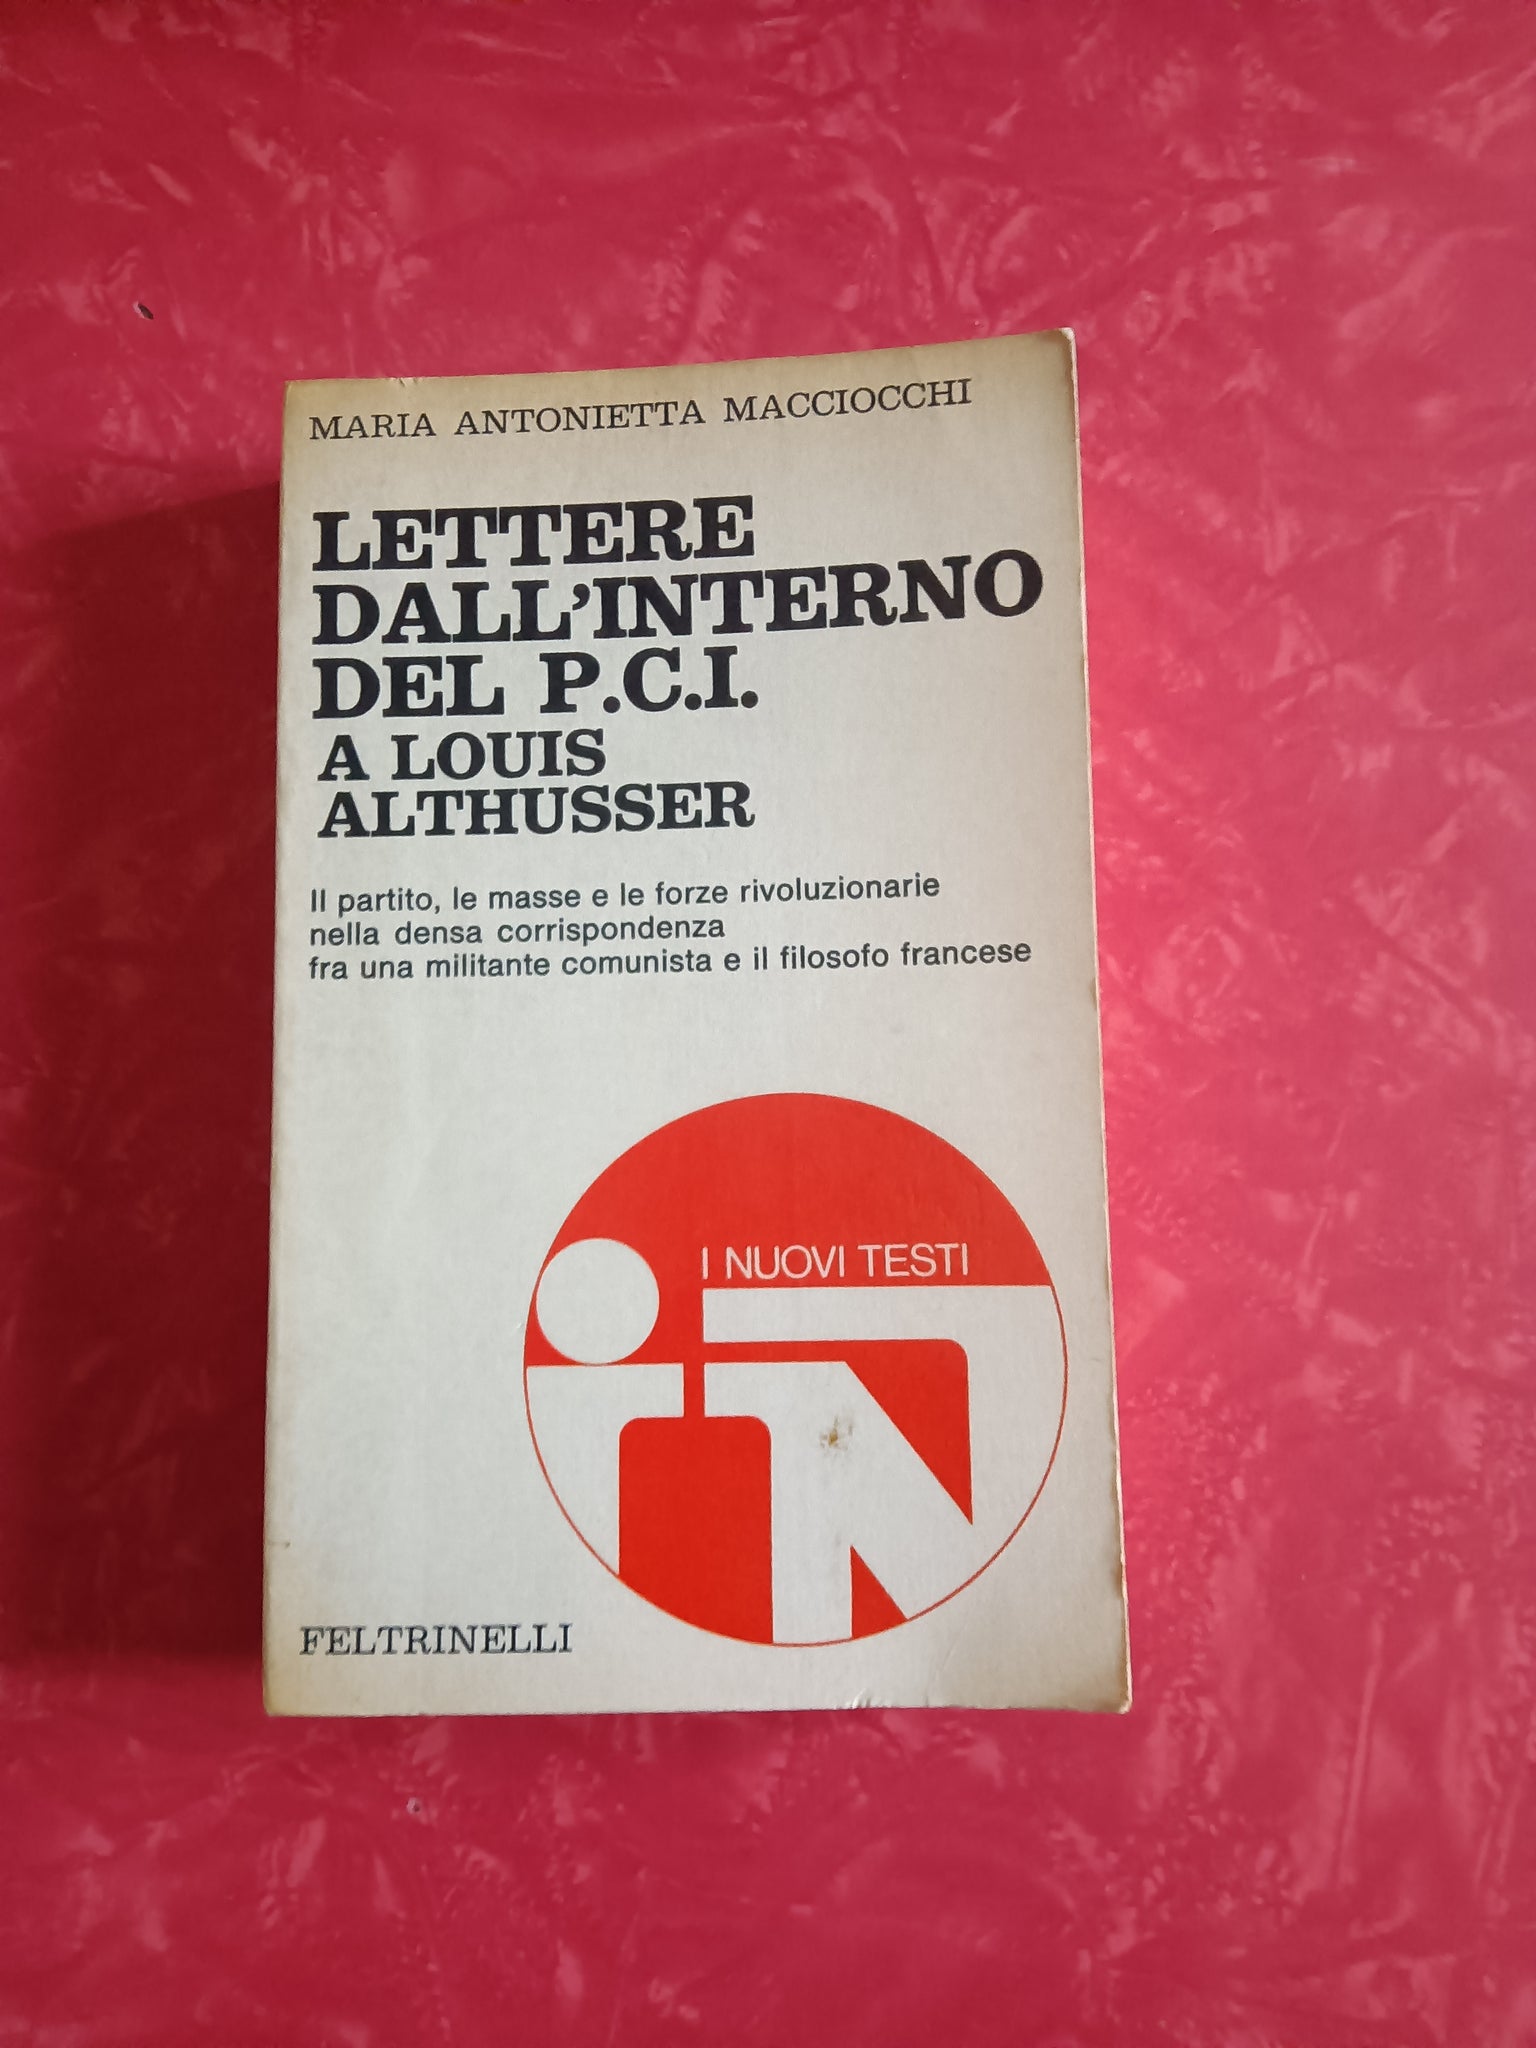 MARIA ANTONIETTA MACCIOCCHI
LETTERE
DALL'INTERNO
DEL P.C.I.
A LOUIS
ALTHUSSER
Il partito, le masse e le forze rivoluzionarie
nella densa corrispondenza
fra una militante comunista e il filosofo francese
I NUOVI TESTI
iTN
FELTRINELLI